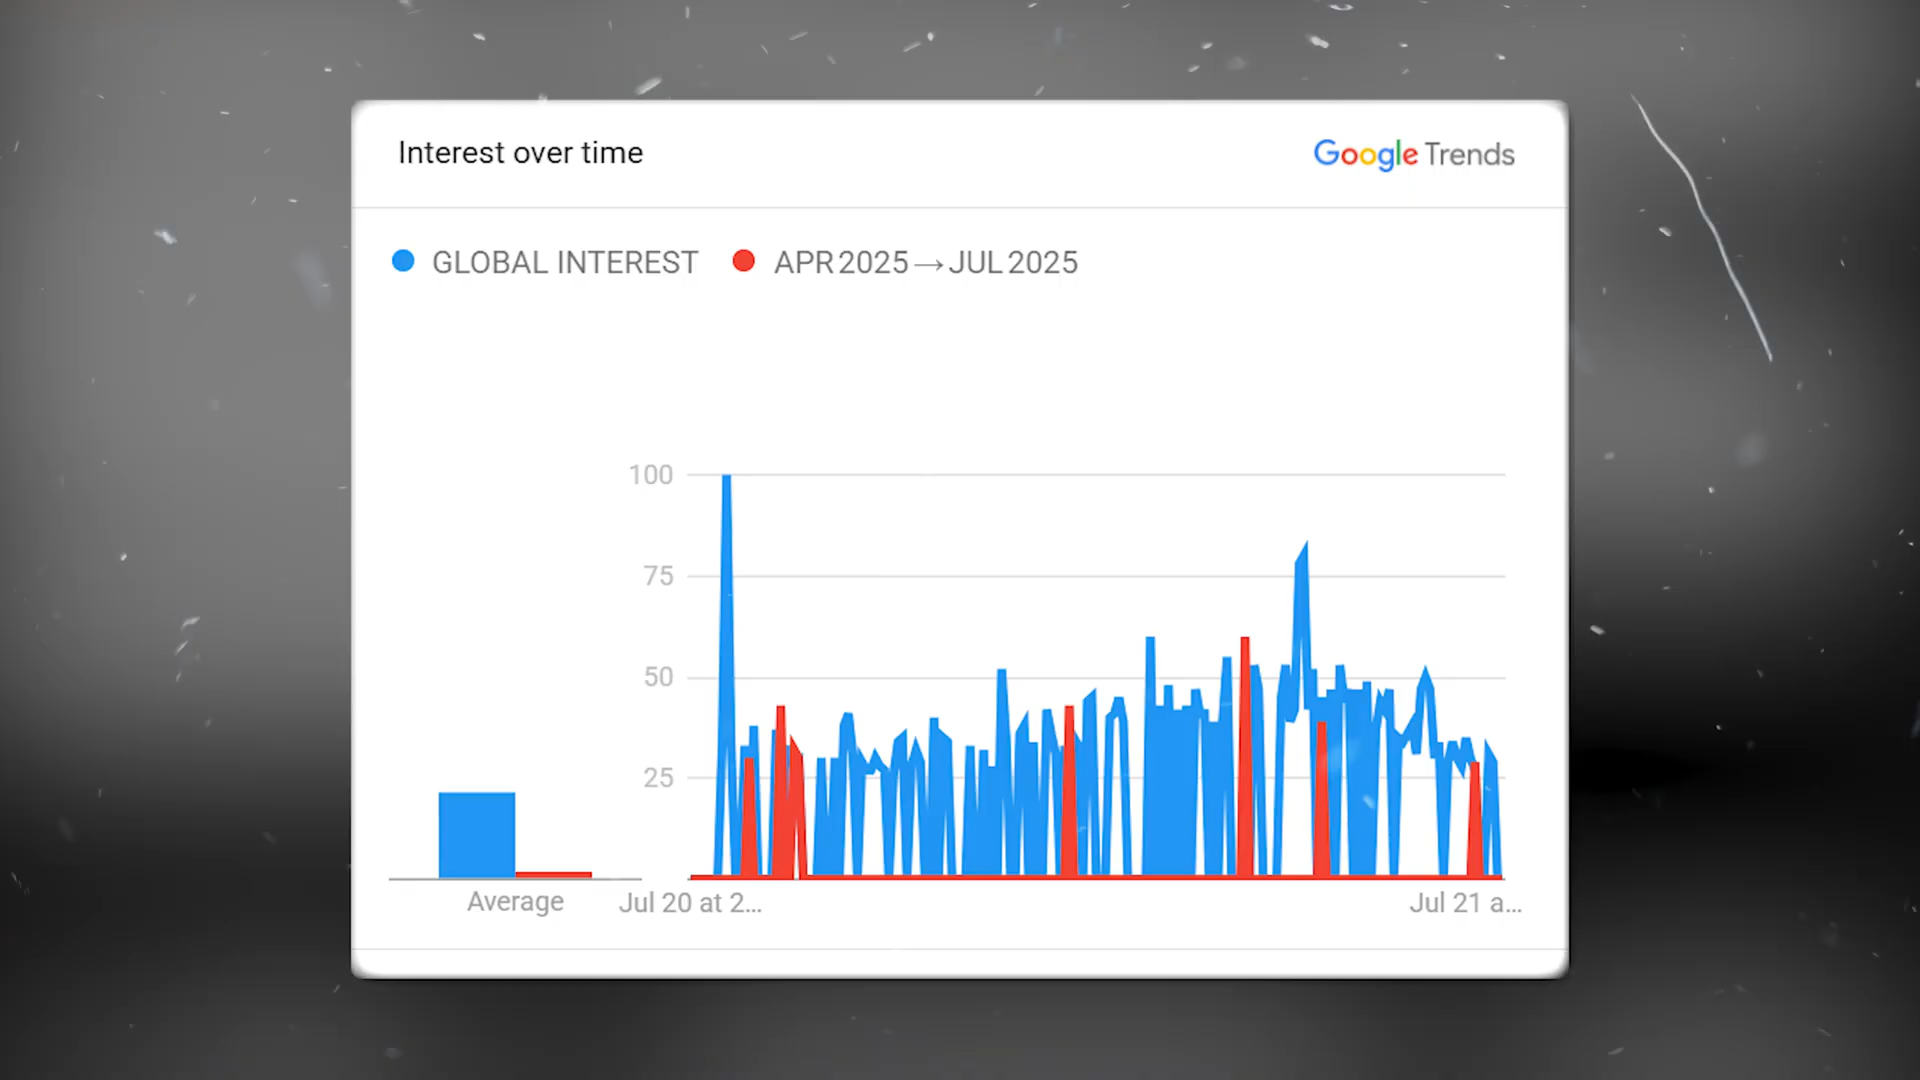 Interest over time
Google Trends
GLOBAL INTEREST
APR 2025→JUL 2025
100
75
50
25
Average
Jul 20 at 2...
Jul 21 a...